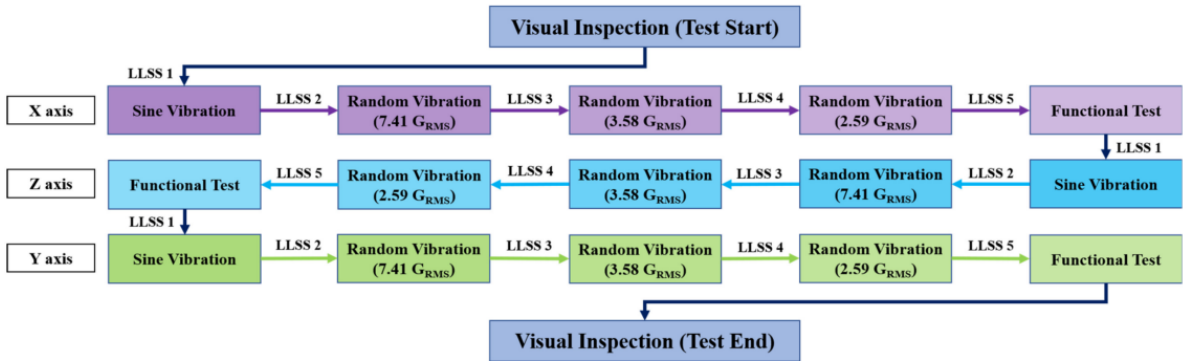 Visual Inspection (Test Start)
LLSS 1
X axis
Sine Vibration
LLSS 2
Random Vibration
(7.41 GRMS)
LLSS 3
Random Vibration
(3.58 GRMS)
LLSS 4
Random Vibration
(2.59 GRMS)
LLSS 5
Functional Test
LLSS 1
Z axis
Functional Test
LLSS 5
Random Vibration
(2.59 GRMS)
LLSS 4
Random Vibration
(3.58 GRMS)
LLSS 3
Random Vibration
(7.41 GRMS)
LLSS 2
Sine Vibration
LLSS 1
Y axis
Sine Vibration
LLSS 2
Random Vibration
(7.41 GRMS)
LLSS 3
Random Vibration
(3.58 GRMS)
LLSS 4
Random Vibration
(2.59 GRMS)
LLSS 5
Functional Test
Visual Inspection (Test End)